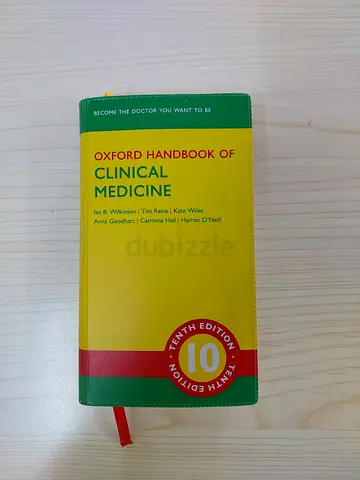 BECOME THE DOCTOR YOU WANT TO BE
OXFORD HANDBOOK OF
CLINICAL
MEDICINE
Ian B. Wilkinson | Tim Raine | Kate Wiles
Anna Goodhart | Catriona Hall | Harriet O'Neill
dubizzle
TENTH EDITION
10
TENTH EDITION